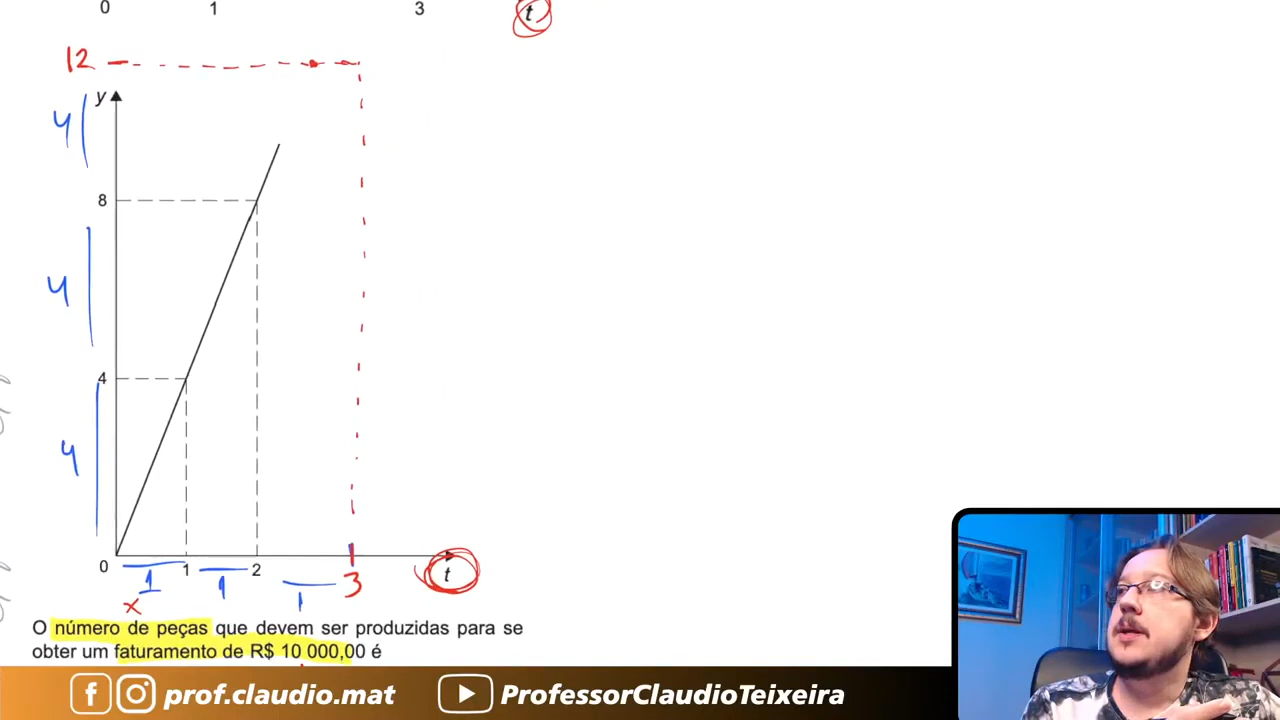 0 1 3 t
12
y
4
8
4
4
4
0 1 2 t
1 1 1 3
x
O número de peças que devem ser produzidas para se
obter um faturamento de R$ 10 000,00 é
prof.claudio.mat ProfessorClaudioTeixeira